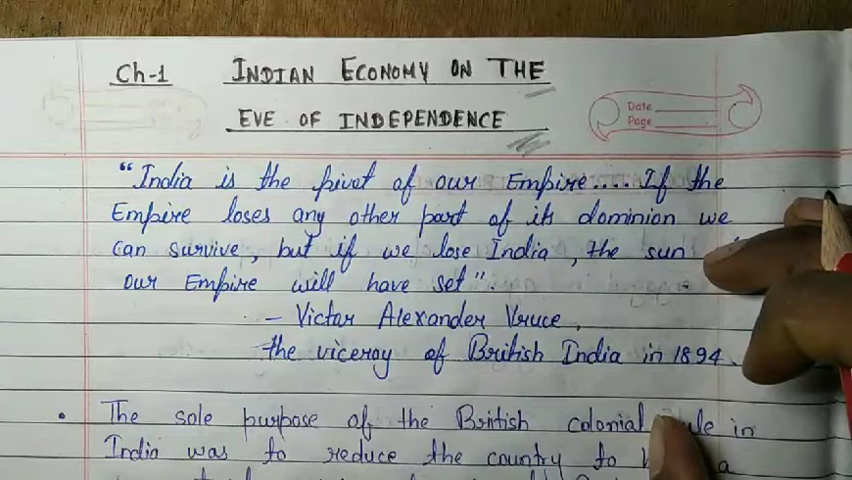 Ch-1 INDIAN ECONOMY ON THE
EVE OF INDEPENDENCE
Date
Page
"India is the pivot of our Empire.... If the
Empire loses any other part of its dominion we
can survive, but if we lose India, the sun
our Empire will have set".
- Victar Alexander Vruce,
the viceroy of British India in 1894.
• The sole purpose of the British colonial in
India was to reduce the country to a